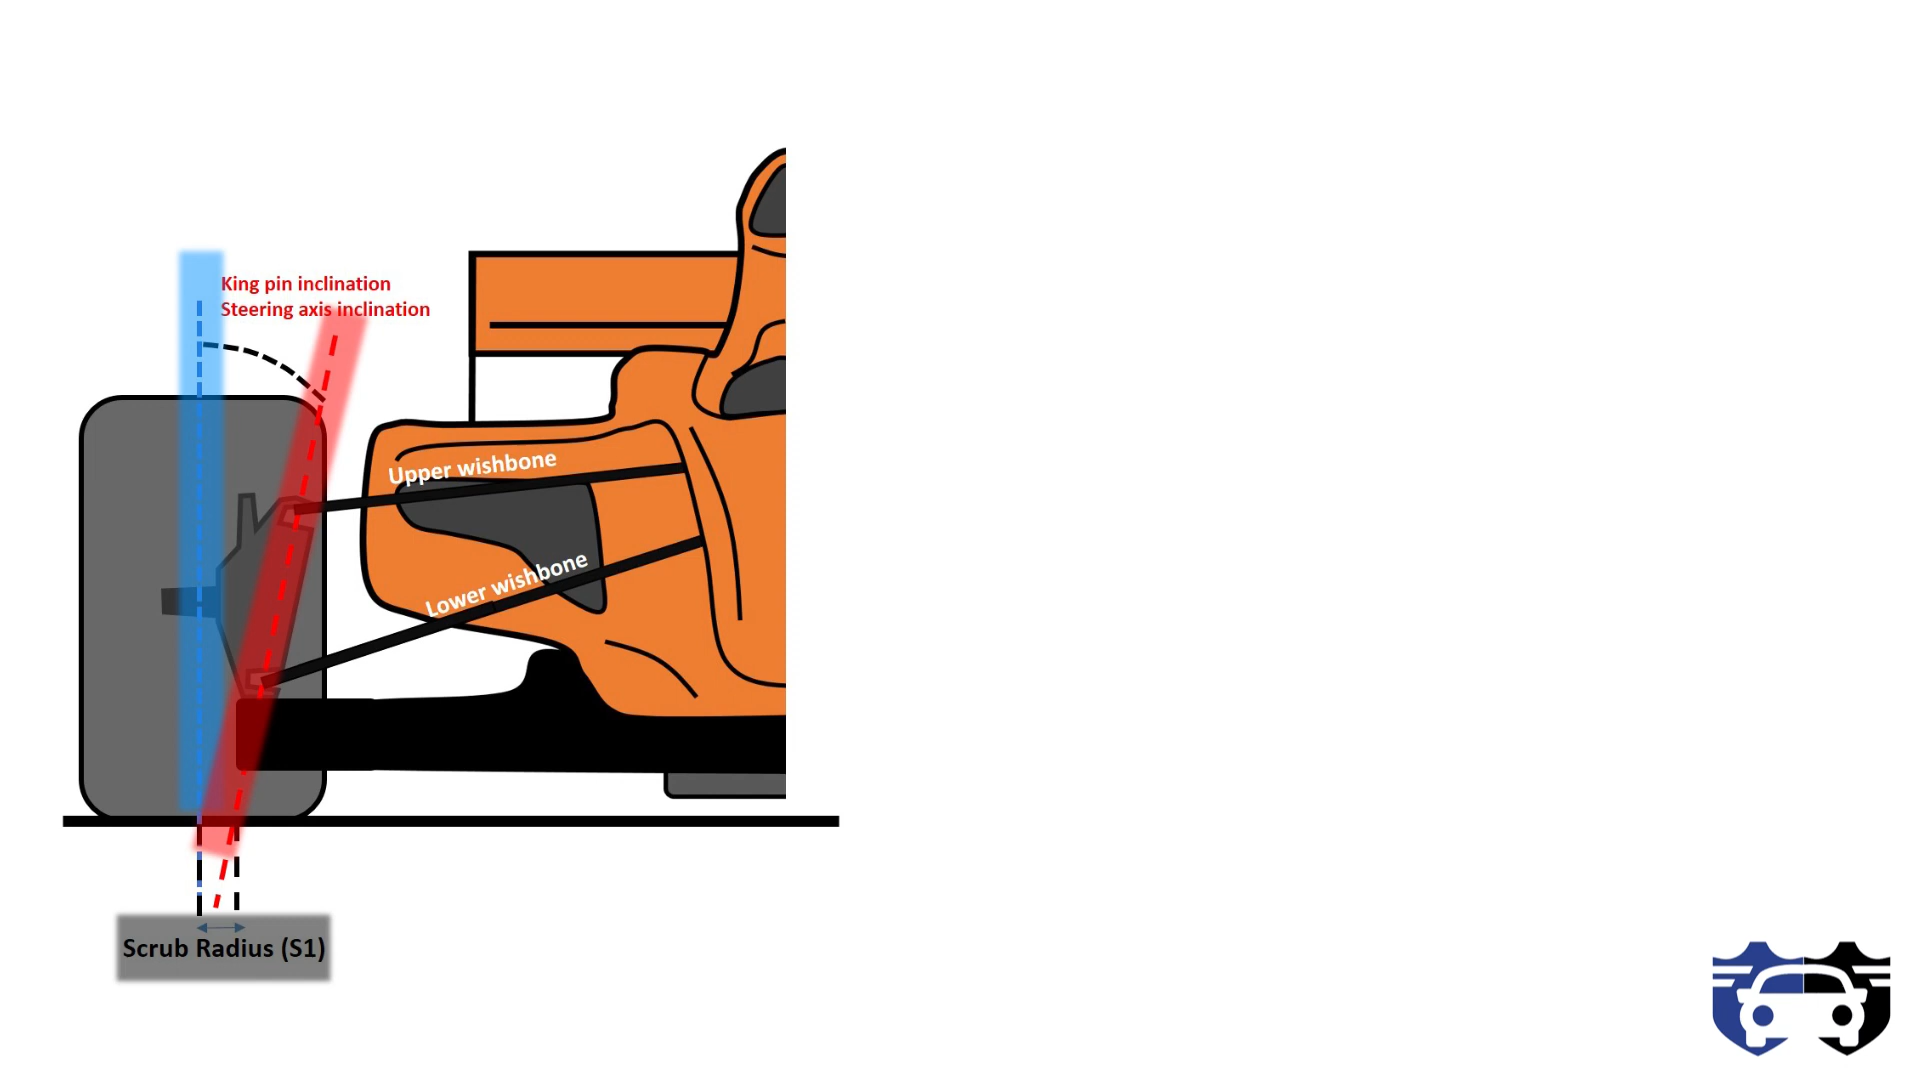 King pin inclination
Steering axis inclination
Upper wishbone
Lower wishbone
Scrub Radius (S1)